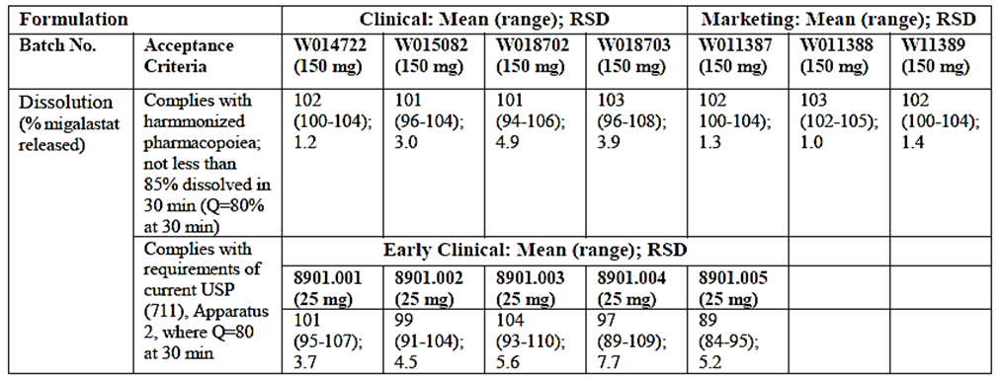 Formulation Clinical: Mean (range); RSD Marketing: Mean (range); RSD
Batch No. Acceptance W014722 W015082 W018702 W018703 W011387 W011388 W11389
Criteria (150 mg) (150 mg) (150 mg) (150 mg) (150 mg) (150 mg) (150 mg)
Dissolution Complies with 102 101 101 103 102 103 102
(% migalastat harmmonized (100-104); (96-104); (94-106); (96-108); 100-104); (102-105); (100-104);
released) pharmacopoiea; 1.2 3.0 4.9 3.9 1.3 1.0 1.4
not less than
85% dissolved in
30 min (Q=80%
at 30 min)
Complies with Early Clinical: Mean (range); RSD
requirements of 8901.001 8901.002 8901.003 8901.004 8901.005
current USP (25 mg) (25 mg) (25 mg) (25 mg) (25 mg)
(711), Apparatus 101 99 104 97 89
2, where Q=80 (95-107); (91-104); (93-110); (89-109); (84-95);
at 30 min 3.7 4.5 5.6 7.7 5.2